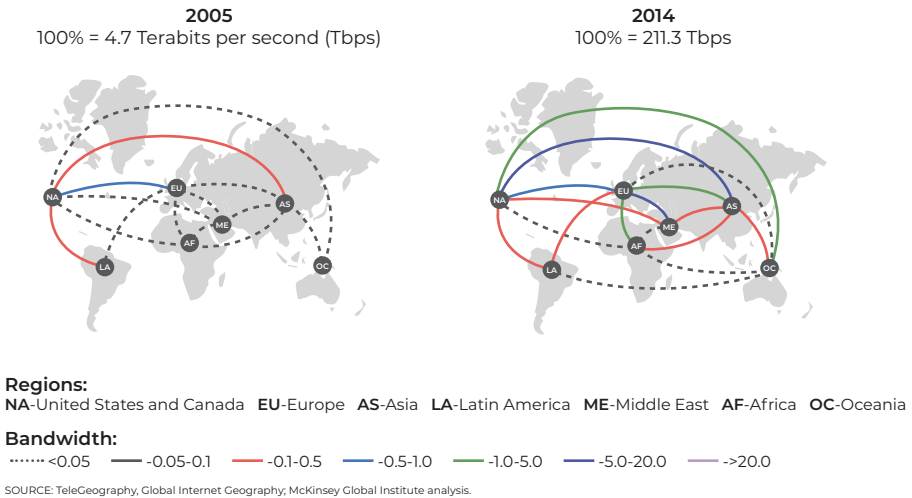 2005
100% = 4.7 Terabits per second (Tbps)
2014
100% = 211.3 Tbps
NA
EU
AS
ME
AF
LA
OC
NA
EU
AS
ME
AF
LA
OC
Regions:
NA-United States and Canada EU-Europe AS-Asia LA-Latin America ME-Middle East AF-Africa OC-Oceania
Bandwidth:
<0.05 -0.05-0.1 -0.1-0.5 -0.5-1.0 -1.0-5.0 -5.0-20.0 ->20.0
SOURCE: TeleGeography, Global Internet Geography; McKinsey Global Institute analysis.